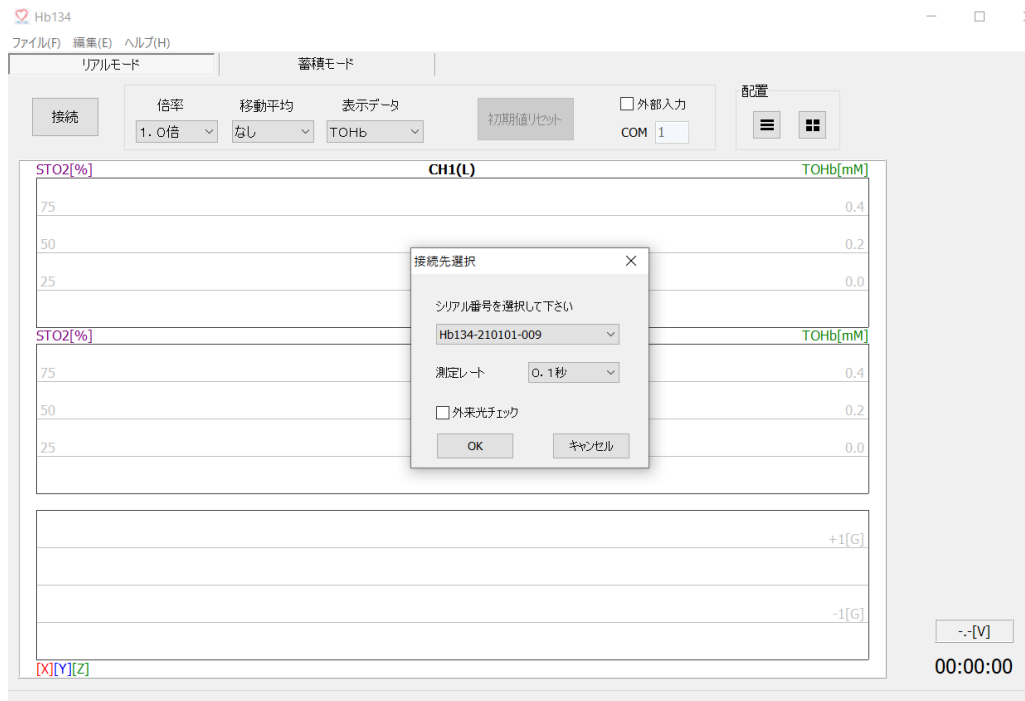 Hb134
ファイル(F) 編集(E) ヘルプ(H)
リアルモード 蓄積モード
接続 倍率 移動平均 表示データ 初期値リセット 外部入力 配置
1.0倍 なし TOHb COM 1
STO2[%] CH1(L) TOHb[mM]
75 0.4
50 0.2
25 0.0
接続先選択
シリアル番号を選択して下さい
Hb134-210101-009
測定レート 0.1秒
外来光チェック
OK キャンセル
STO2[%] TOHb[mM]
75 0.4
50 0.2
25 0.0
+1[G]
-1[G]
[X][Y][Z]
-.-[V]
00:00:00